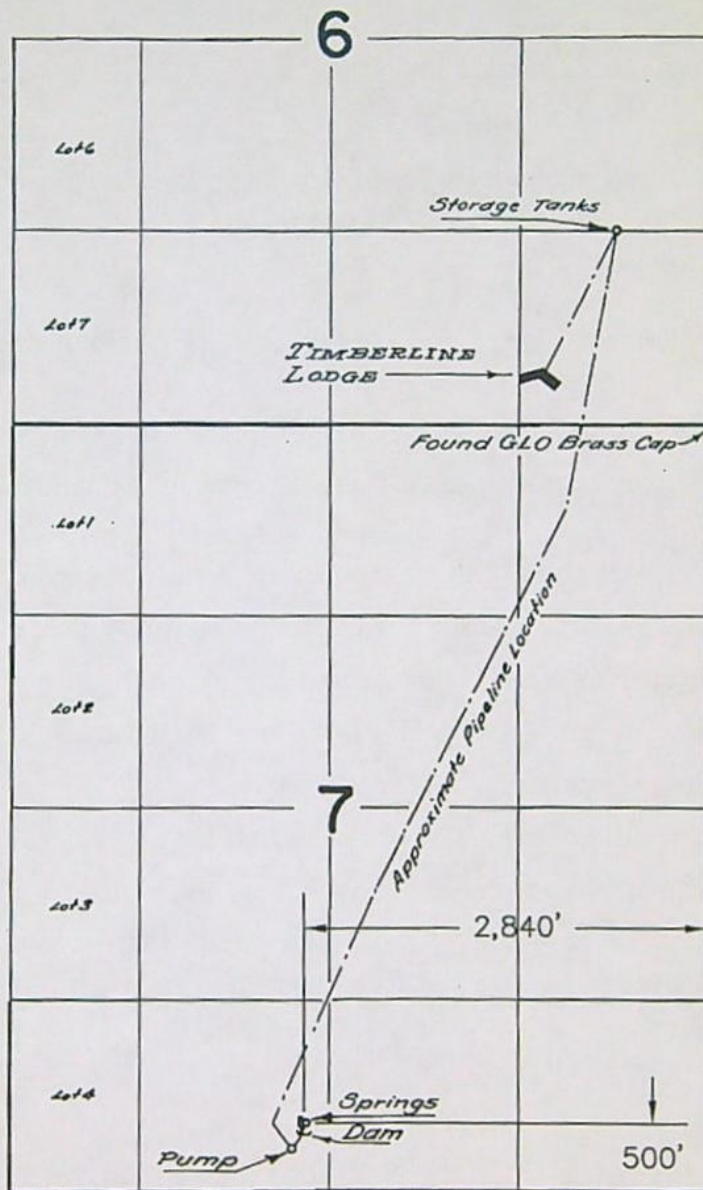 6
Lot 6
Storage Tanks
Lot 7
TIMBERLINE
LODGE
Found GLO Brass Cap
Lot 1
Approximate Pipeline Location
Lot 2
7
Lot 3
2,840'
Lot 4
Springs
Dam
Pump
500'